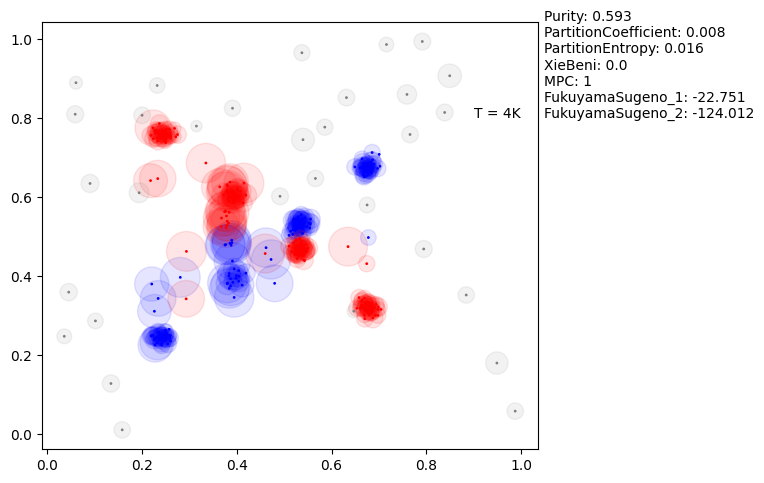 Purity: 0.593
PartitionCoefficient: 0.008
PartitionEntropy: 0.016
XieBeni: 0.0
MPC: 1
FukuyamaSugeno_1: -22.751
FukuyamaSugeno_2: -124.012
T = 4K
1.0
0.8
0.6
0.4
0.2
0.0
0.0 0.2 0.4 0.6 0.8 1.0